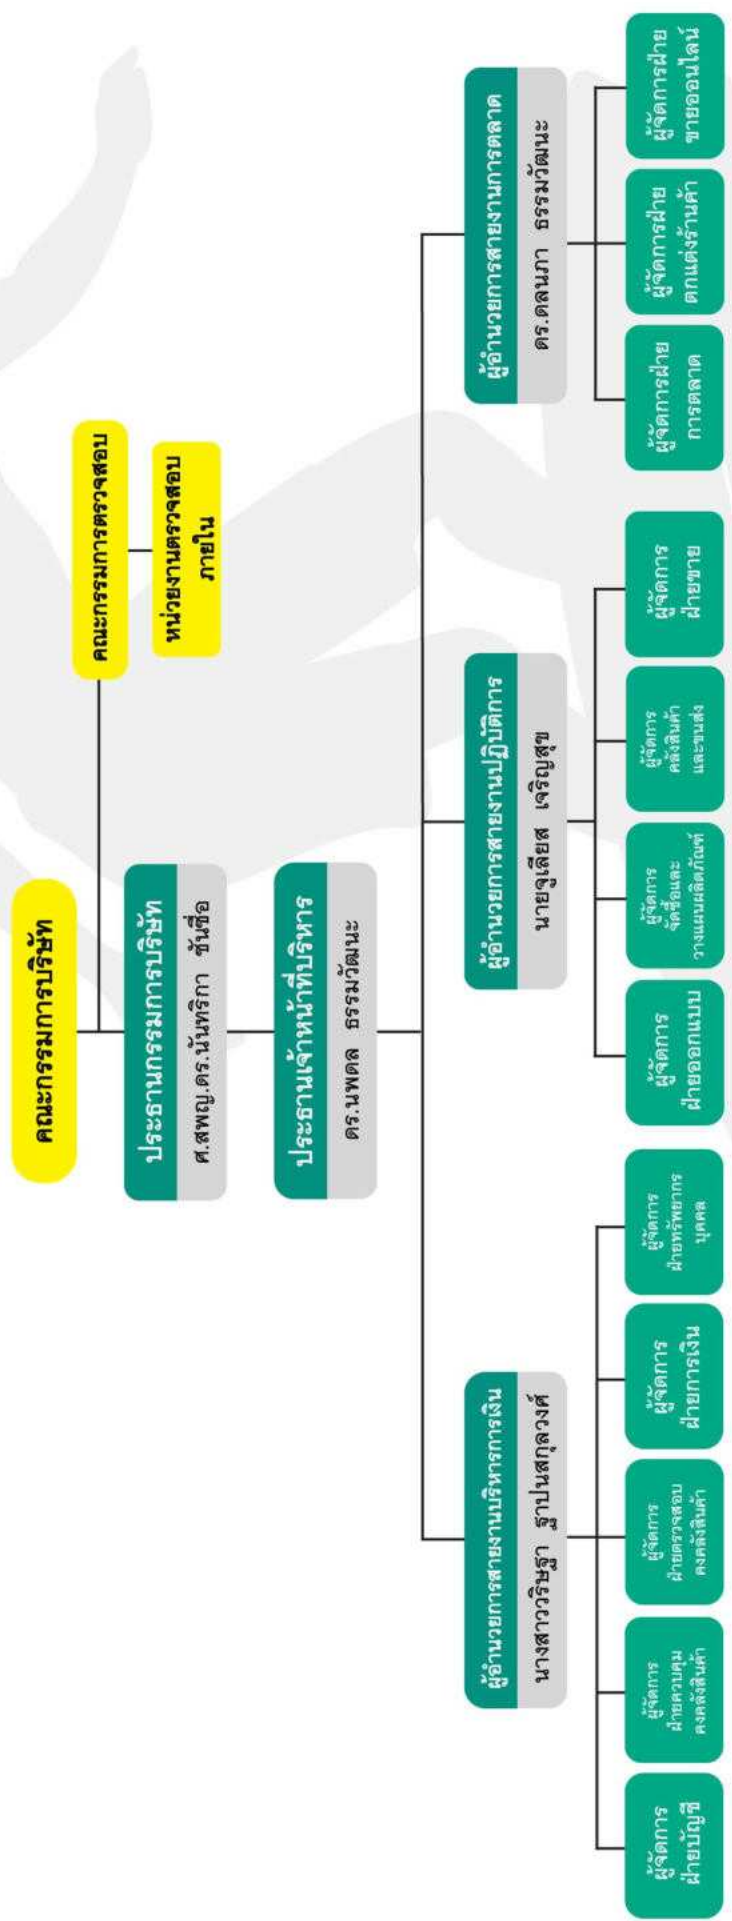 คณะกรรมการบริษัท
คณะกรรมการตรวจสอบ
หน่วยงานตรวจสอบ
ภายใน
ประธานกรรมการบริษัท
ศ.สพญ.ดร.นันทริกา ชันซื่อ
ประธานเจ้าหน้าที่บริหาร
ดร.นพดล ธรรมวัฒนะ
ผู้อำนวยการสายงานบริหารการเงิน
นางสาววริษฐา ฐาปนสกุลวงศ์
ผู้อำนวยการสายงานปฏิบัติการ
นายจูเลียส เจริญสุข
ผู้อำนวยการสายงานการตลาด
ดร.ดลนภา ธรรมวัฒนะ
ผู้จัดการ
ฝ่ายบัญชี
ผู้จัดการ
ฝ่ายควบคุม
คงคลังสินค้า
ผู้จัดการ
ฝ่ายตรวจสอบ
คงคลังสินค้า
ผู้จัดการ
ฝ่ายการเงิน
ผู้จัดการ
ฝ่ายทรัพยากร
บุคคล
ผู้จัดการ
ฝ่ายออกแบบ
ผู้จัดการ
จัดซื้อและ
วางแผนผลิตภัณฑ์
ผู้จัดการ
คลังสินค้า
และขนส่ง
ผู้จัดการ
ฝ่ายขาย
ผู้จัดการฝ่าย
การตลาด
ผู้จัดการฝ่าย
ตกแต่งร้านค้า
ผู้จัดการฝ่าย
ขายออนไลน์